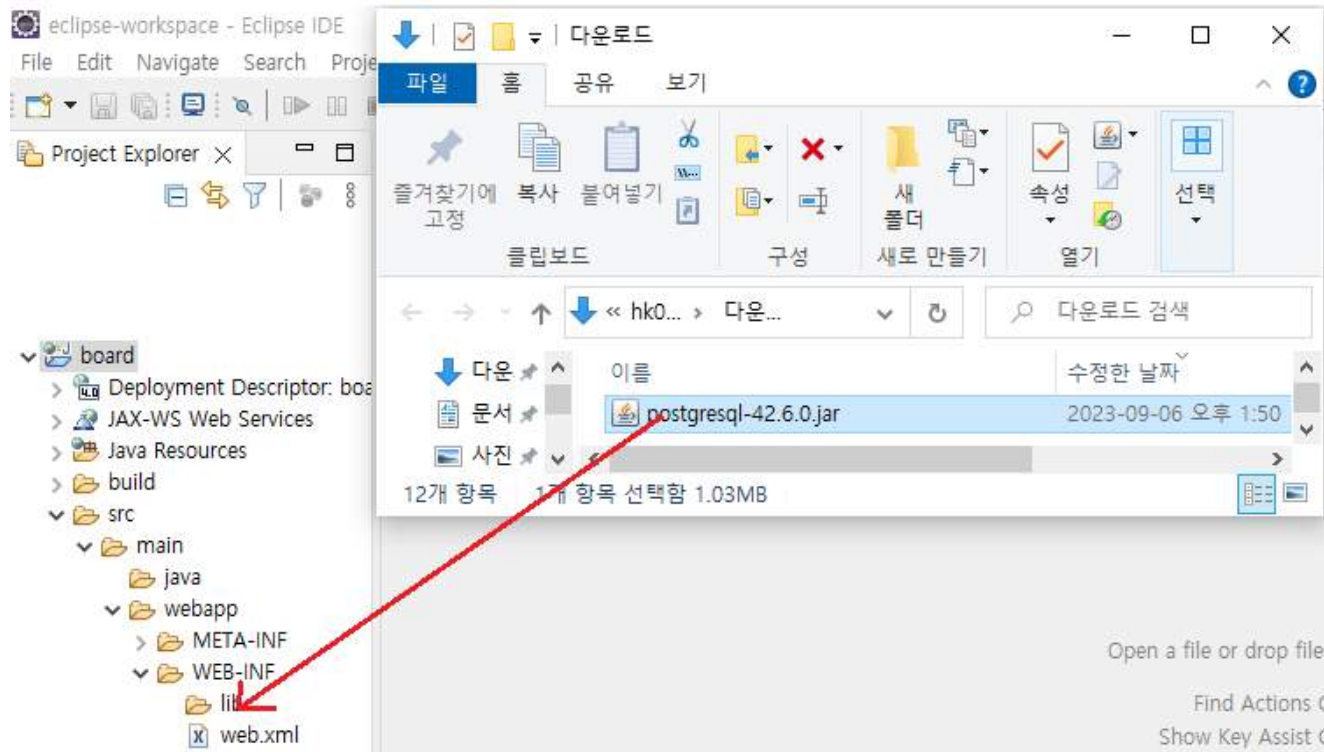 eclipse-workspace - Eclipse IDE
File Edit Navigate Search Proje
Project Explorer
board
Deployment Descriptor: boa
JAX-WS Web Services
Java Resources
build
src
main
java
webapp
META-INF
WEB-INF
lib
web.xml
다운로드
파일 홈 공유 보기
즐겨찾기에 고정
복사
붙여넣기
클립보드
구성
새 폴더
새로 만들기
속성
열기
선택
« hk0... › 다운...
다운로드 검색
다운
문서
사진
이름 수정한 날짜
postgresql-42.6.0.jar 2023-09-06 오후 1:50
12개 항목 1개 항목 선택함 1.03MB
Open a file or drop file
Find Actions
Show Key Assist